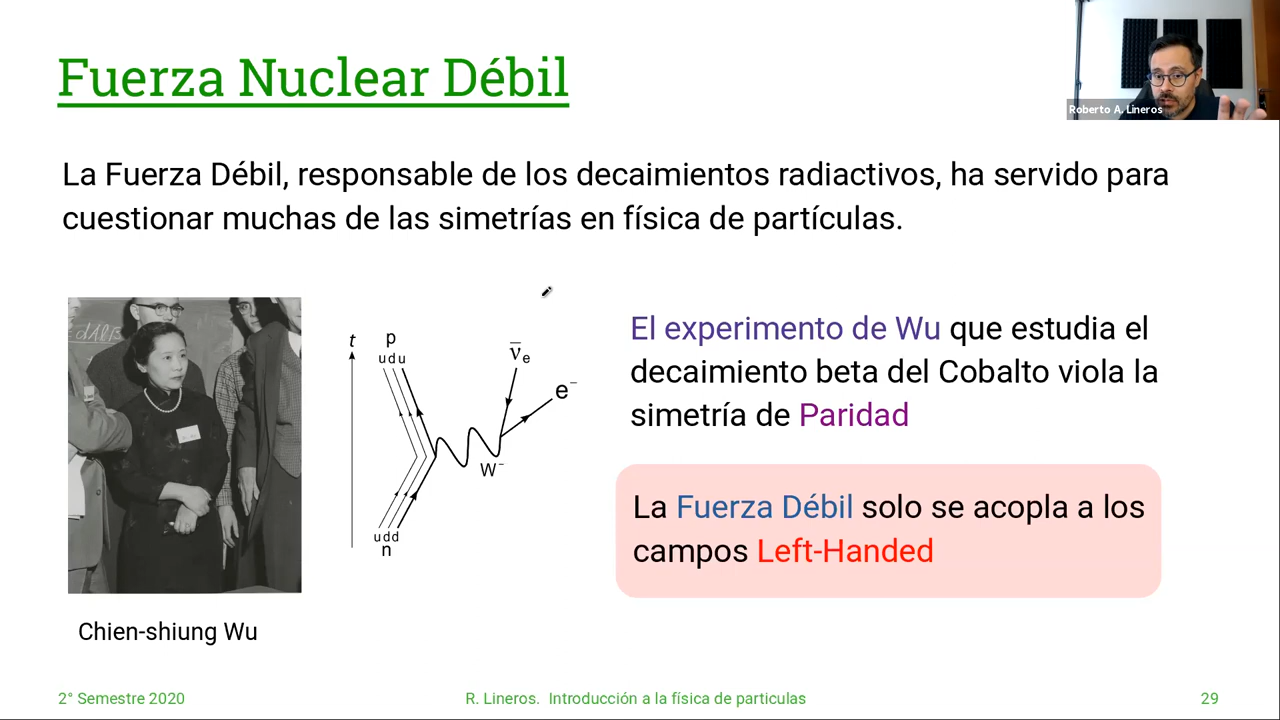 Fuerza Nuclear Débil
Roberto A. Lineros
La Fuerza Débil, responsable de los decaimientos radiactivos, ha servido para
cuestionar muchas de las simetrías en física de partículas.
t
p
u d u
ν̅e
e⁻
W⁻
u d d
n
El experimento de Wu que estudia el
decaimiento beta del Cobalto viola la
simetría de Paridad
La Fuerza Débil solo se acopla a los
campos Left-Handed
Chien-shiung Wu
2° Semestre 2020
R. Lineros. Introducción a la física de particulas
29